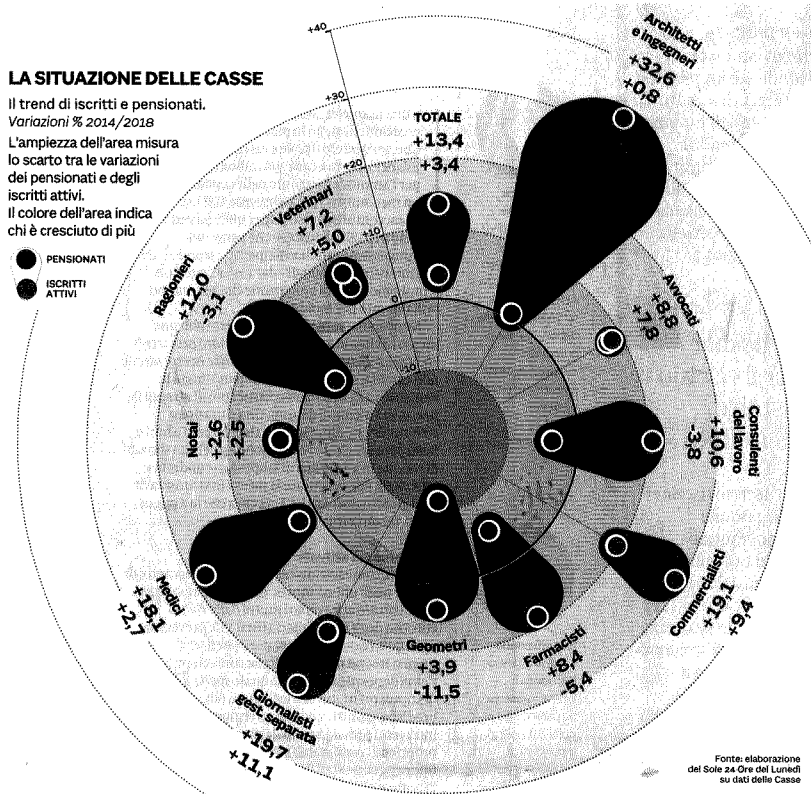 LA SITUAZIONE DELLE CASSE
Il trend di iscritti e pensionati.
Variazioni % 2014/2018
L'ampiezza dell'area misura
lo scarto tra le variazioni
dei pensionati e degli
iscritti attivi.
Il colore dell'area indica
chi è cresciuto di più
PENSIONATI
ISCRITTI
ATTIVI
+40
+30
+20
+10
0
-10
TOTALE
+13,4
+3,4
Architetti
e ingegneri
+32,6
+0,8
Avvocati
+8,8
+7,8
Consulenti
del lavoro
+10,6
-3,8
Commercialisti
+19,1
+9,4
Farmacisti
+8,4
-5,4
Geometri
+3,9
-11,5
Giornalisti
gest. separata
+19,7
+11,1
Medici
+18,1
+2,7
Notai
+2,6
+2,5
Ragionieri
+12,0
-3,1
Veterinari
+7,2
+5,0
Fonte: elaborazione
del Sole 24 Ore del Lunedì
su dati delle Casse